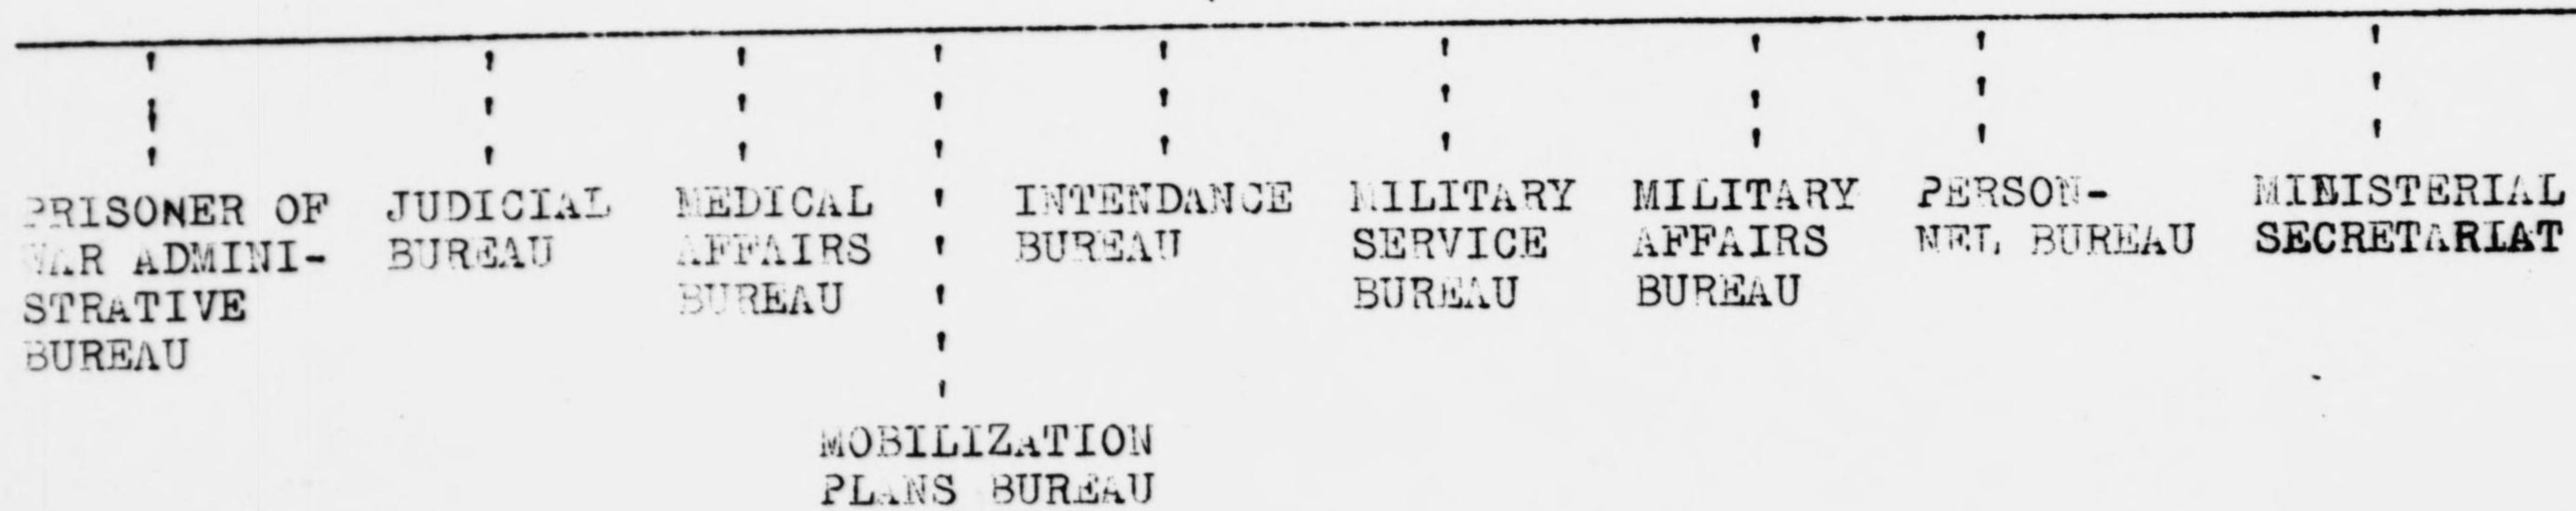 PRISONER OF
WAR ADMINI-
STRATIVE
BUREAU
JUDICIAL
BUREAU
MEDICAL
AFFAIRS
BUREAU
MOBILIZATION
PLANS BUREAU
INTENDANCE
BUREAU
MILITARY
SERVICE
BUREAU
MILITARY
AFFAIRS
BUREAU
PERSON-
NEL BUREAU
MINISTERIAL
SECRETARIAT